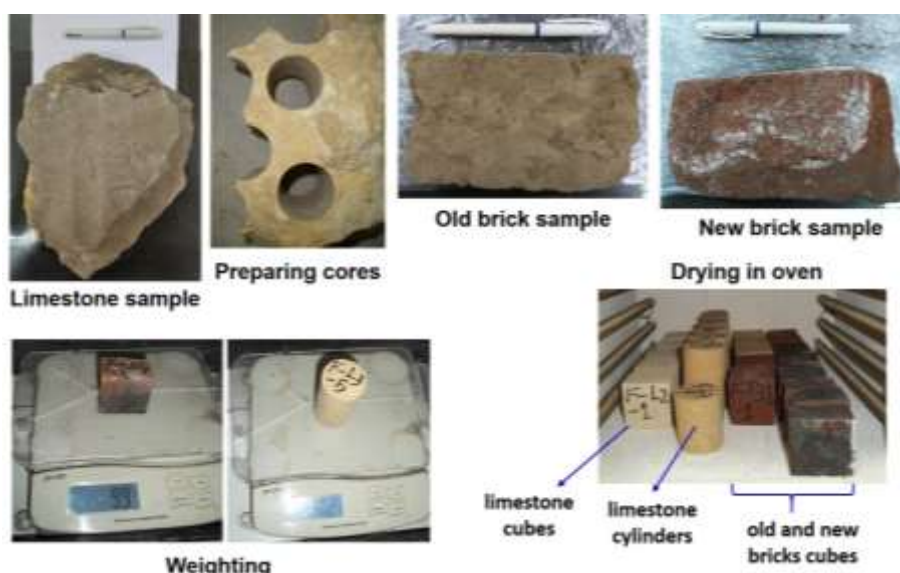 Limestone sample
Preparing cores
Old brick sample
New brick sample
Drying in oven
limestone
cubes
limestone
cylinders
old and new
bricks cubes
Weighting